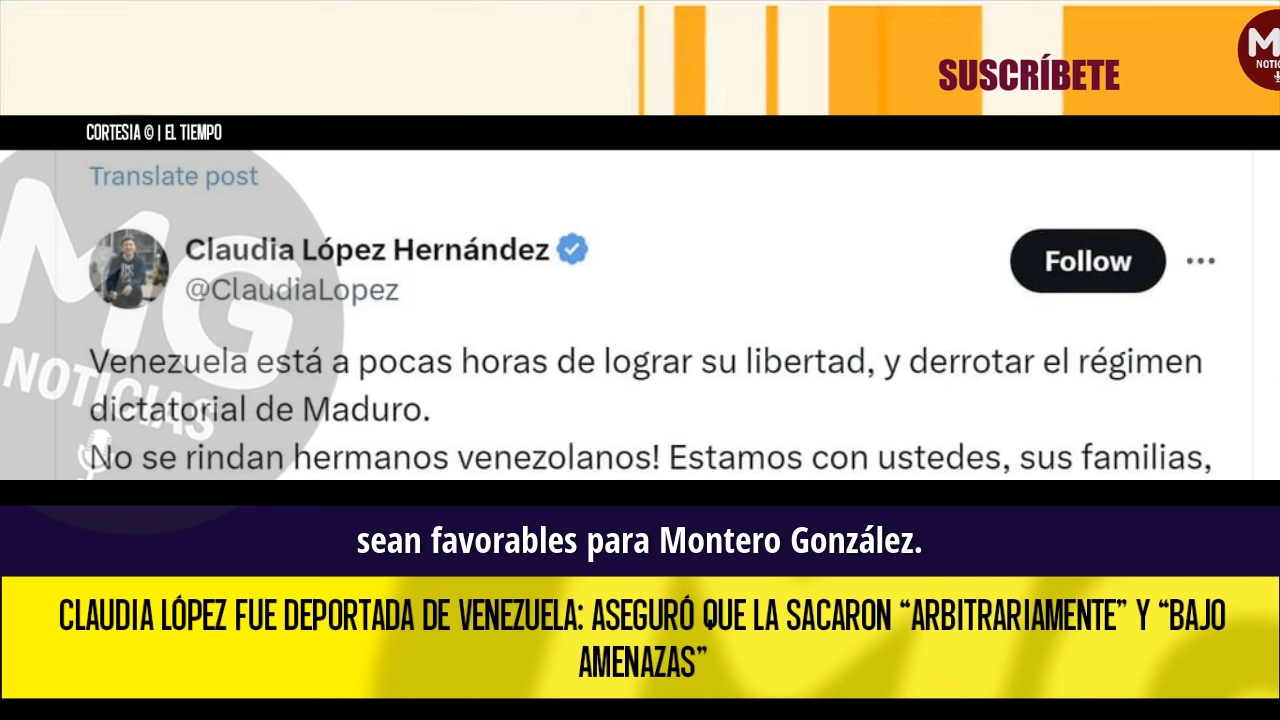 SUSCRÍBETE
CORTESIA © | EL TIEMPO
Translate post
Claudia López Hernández
@ClaudiaLopez
Follow
Venezuela está a pocas horas de lograr su libertad, y derrotar el régimen
dictatorial de Maduro.
No se rindan hermanos venezolanos! Estamos con ustedes, sus familias,
MG
NOTICIAS
sean favorables para Montero González.
CLAUDIA LÓPEZ FUE DEPORTADA DE VENEZUELA: ASEGURÓ QUE LA SACARON “ARBITRARIAMENTE” Y “BAJO
AMENAZAS”